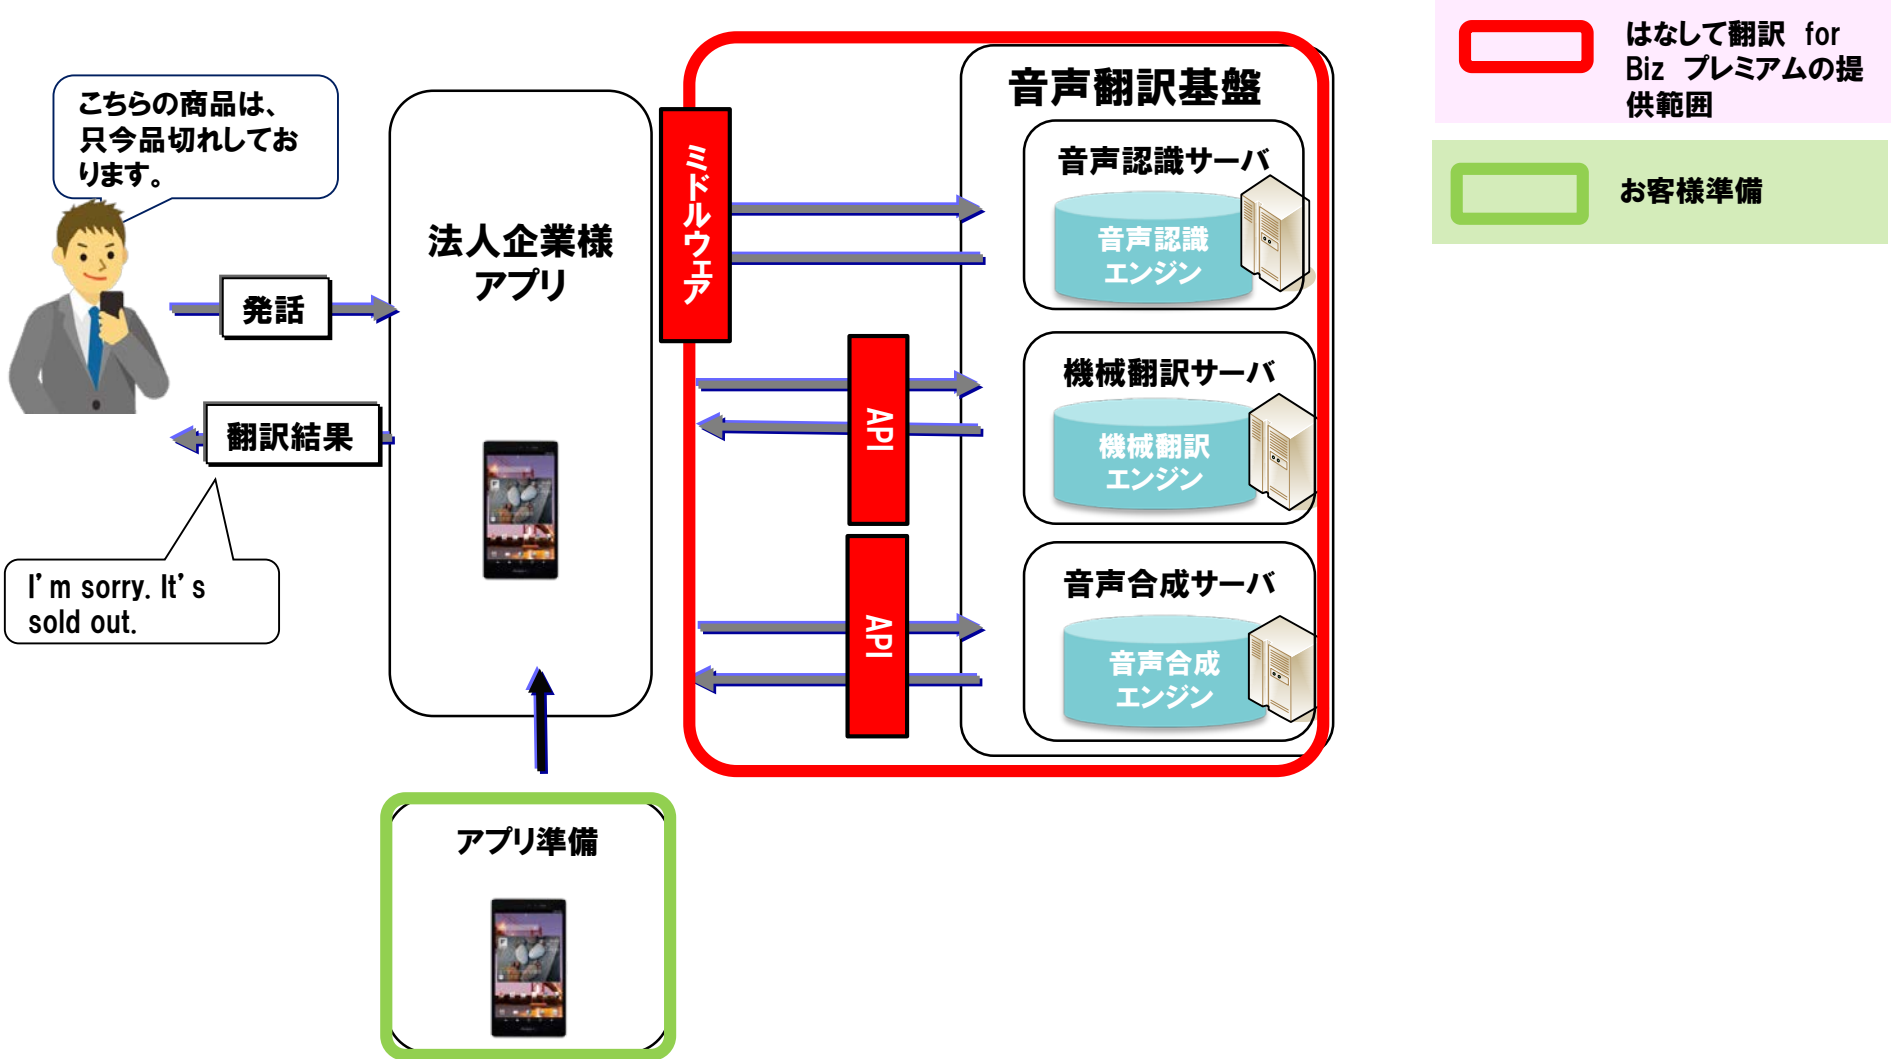 こちらの商品は、
只今品切れしてお
ります。
発話
翻訳結果
I’m sorry. It’s
sold out.
法人企業様
アプリ
アプリ準備
ミドルウェア
API
API
音声翻訳基盤
音声認識サーバ
音声認識
エンジン
機械翻訳サーバ
機械翻訳
エンジン
音声合成サーバ
音声合成
エンジン
はなして翻訳 for
Biz プレミアムの提
供範囲
お客様準備